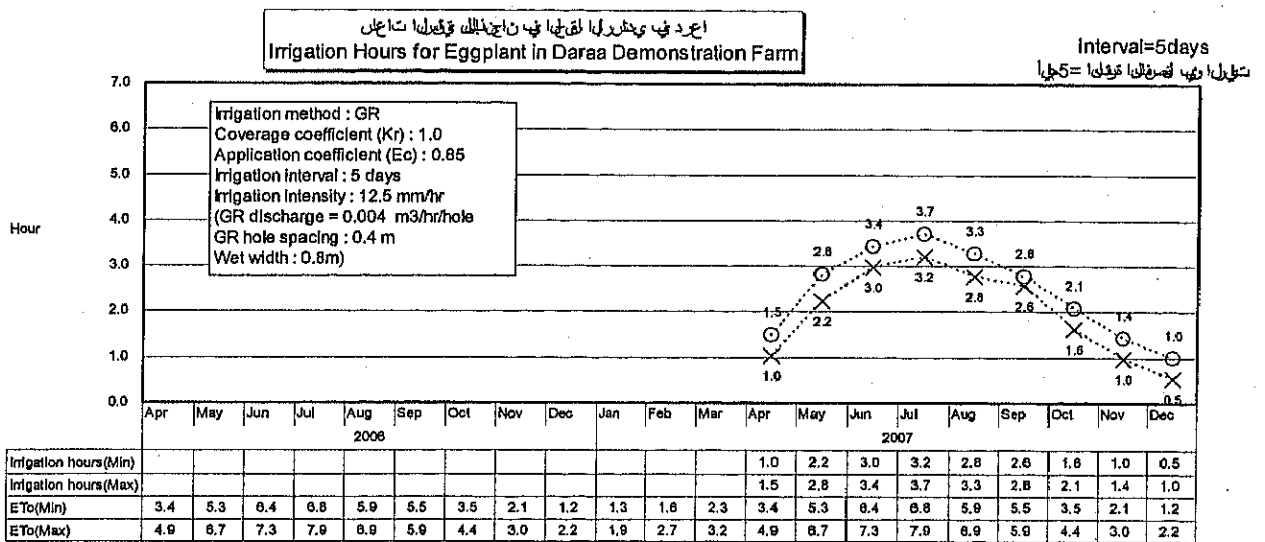 Irrigation Hours for Eggplant in Daraa Demonstration Farm
Interval=5days
7.0
6.0
5.0
4.0
3.0
2.0
1.0
0.0
Hour
Irrigation method : GR
Coverage coefficient (Kr) : 1.0
Application coefficient (Ec) : 0.85
Irrigation interval : 5 days
Irrigation Intensity : 12.5 mm/hr
(GR discharge = 0.004 m3/hr/hole
GR hole spacing : 0.4 m
Wet width : 0.8m)
1.5 2.8 3.4 3.7 3.3 2.8 2.1 1.4 1.0
1.0 2.2 3.0 3.2 2.8 2.6 1.6 1.0 0.5
Apr May Jun Jul Aug Sep Oct Nov Dec Jan Feb Mar Apr May Jun Jul Aug Sep Oct Nov Dec
2006 2007
Irrigation hours(Min) 1.0 2.2 3.0 3.2 2.8 2.6 1.6 1.0 0.5
Irrigation hours(Max) 1.5 2.8 3.4 3.7 3.3 2.8 2.1 1.4 1.0
ETo(Min) 3.4 5.3 6.4 6.8 5.9 5.5 3.5 2.1 1.2 1.3 1.6 2.3 3.4 5.3 6.4 6.8 5.9 5.5 3.5 2.1 1.2
ETo(Max) 4.9 6.7 7.3 7.9 6.9 5.9 4.4 3.0 2.2 1.9 2.7 3.2 4.9 6.7 7.3 7.9 6.9 5.9 4.4 3.0 2.2